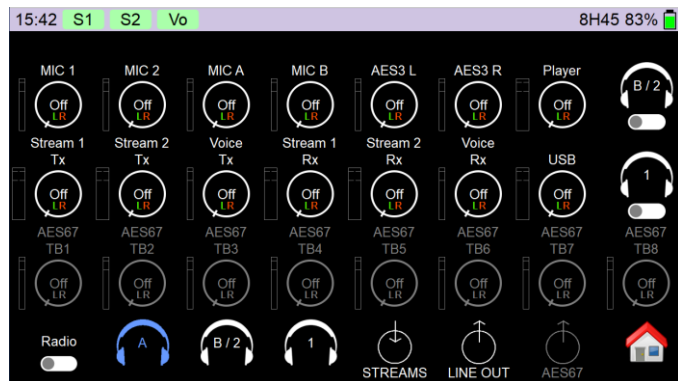 15:42 S1 S2 Vo 8H45 83%
MIC 1 MIC 2 MIC A MIC B AES3 L AES3 R Player
Off Off Off Off Off Off Off B / 2
LR LR LR LR LR LR LR
Stream 1 Stream 2 Voice Stream 1 Stream 2 Voice
Tx Tx Tx Rx Rx Rx USB
Off Off Off Off Off Off Off 1
LR LR LR LR LR LR LR
AES67 AES67 AES67 AES67 AES67 AES67 AES67 AES67
TB1 TB2 TB3 TB4 TB5 TB6 TB7 TB8
Off Off Off Off Off Off Off Off
LR LR LR LR LR LR LR LR
Radio A B / 2 1
STREAMS LINE OUT AES67